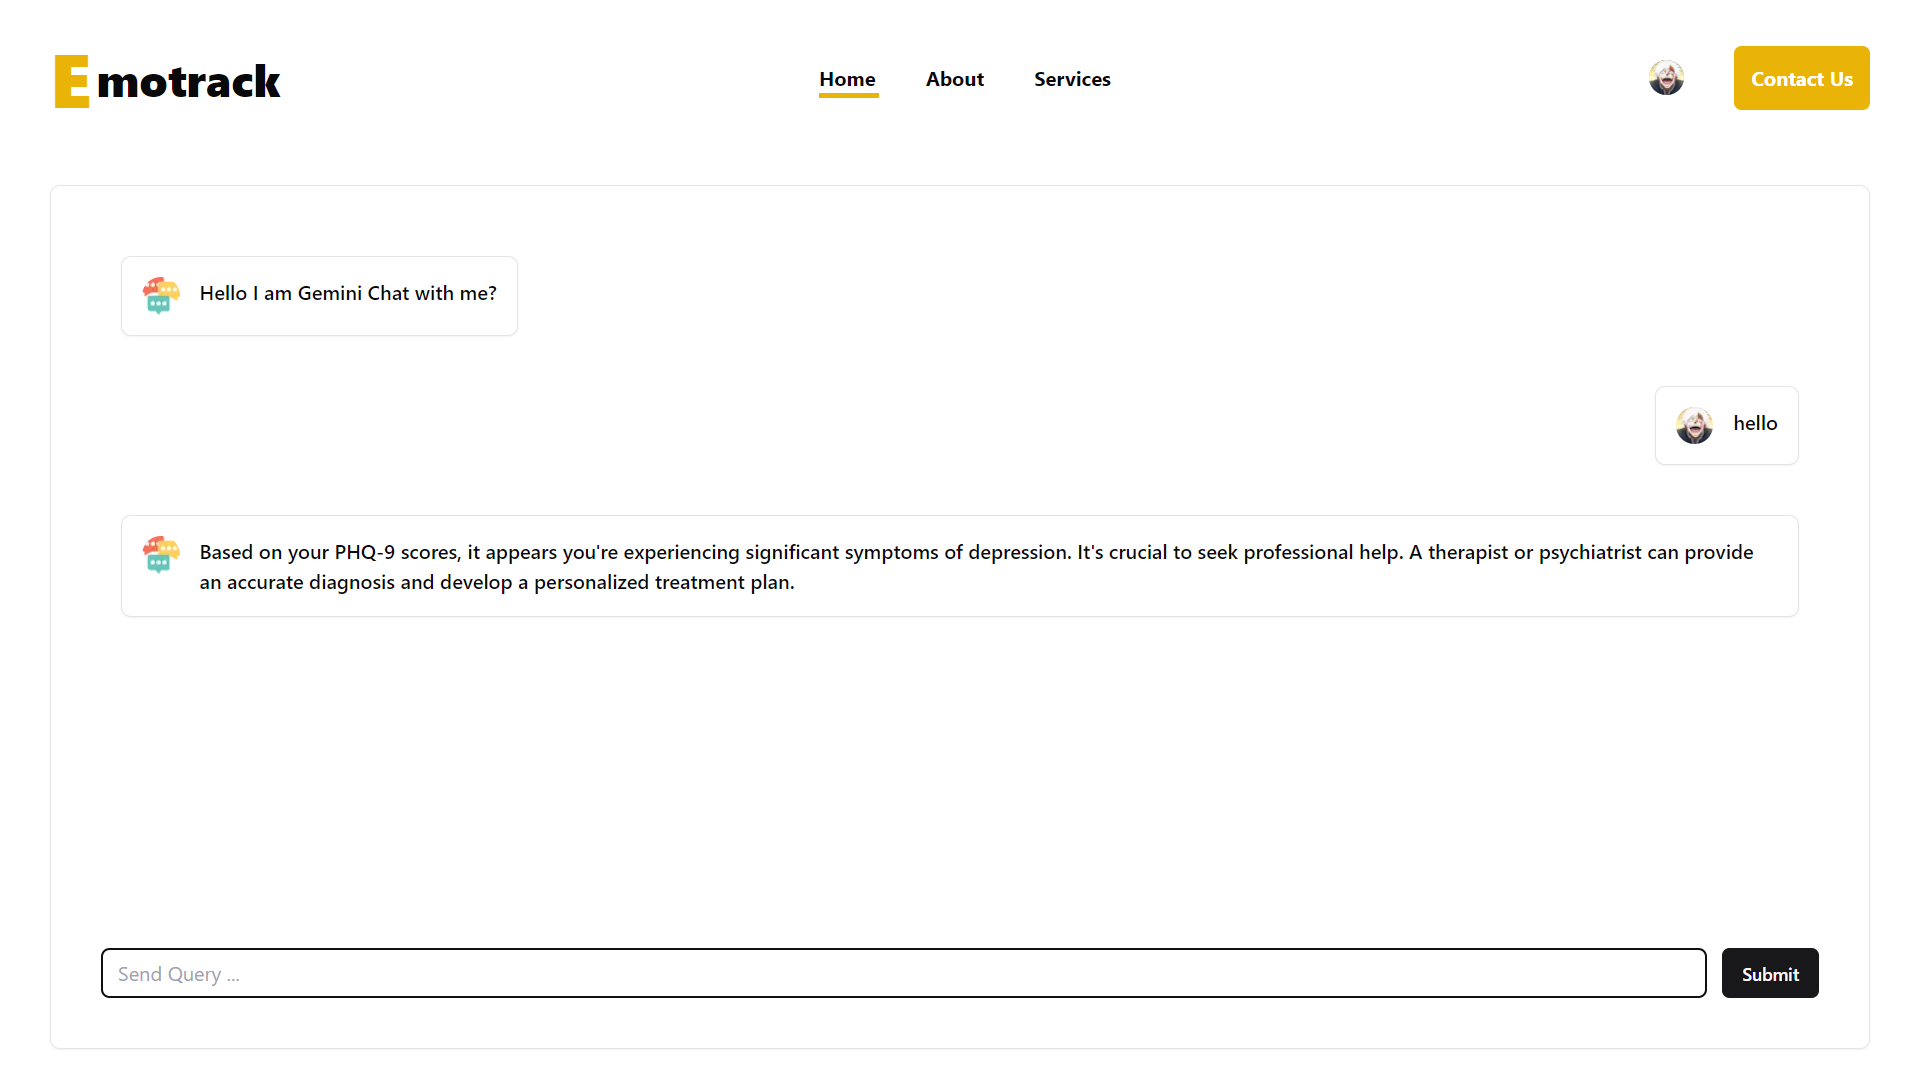 Emotrack
Home About Services
Contact Us
Hello I am Gemini Chat with me?
hello
Based on your PHQ-9 scores, it appears you're experiencing significant symptoms of depression. It's crucial to seek professional help. A therapist or psychiatrist can provide
an accurate diagnosis and develop a personalized treatment plan.
Send Query ...
Submit